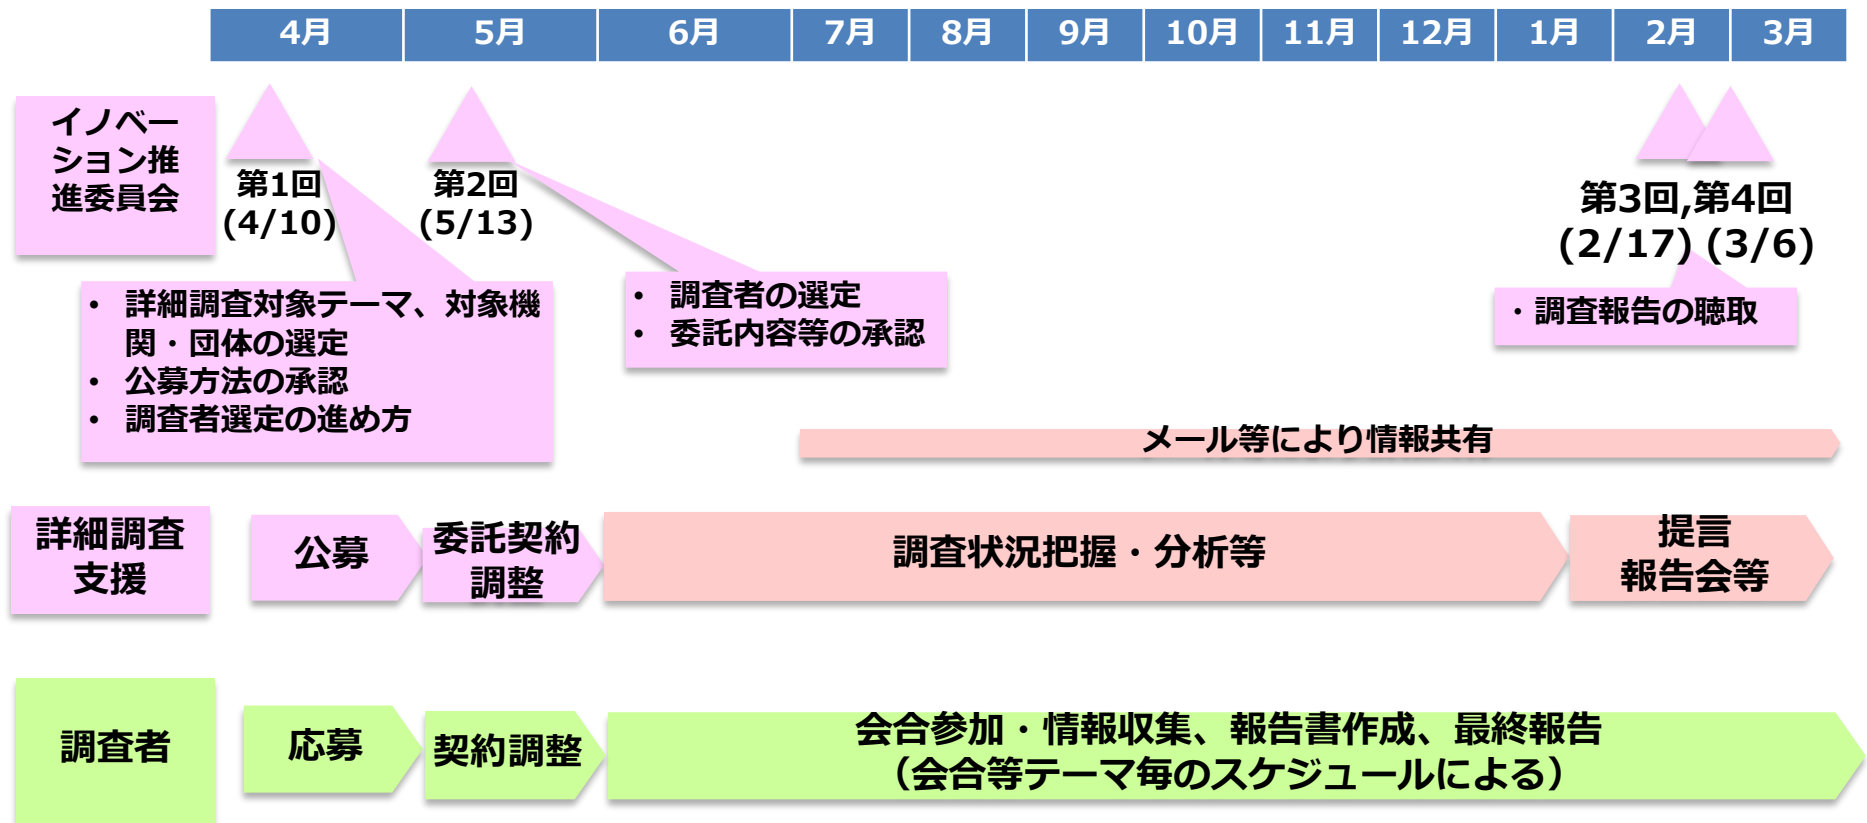 4月 5月 6月 7月 8月 9月 10月 11月 12月 1月 2月 3月
イノベー
ション推
進委員会
第1回
(4/10)
第2回
(5/13)
第3回,第4回
(2/17) (3/6)
• 詳細調査対象テーマ、対象機
関・団体の選定
• 公募方法の承認
• 調査者選定の進め方
• 調査者の選定
• 委託内容等の承認
・調査報告の聴取
メール等により情報共有
詳細調査
支援
公募
委託契約
調整
調査状況把握・分析等
提言
報告会等
調査者
応募
契約調整
会合参加・情報収集、報告書作成、最終報告
（会合等テーマ毎のスケジュールによる）